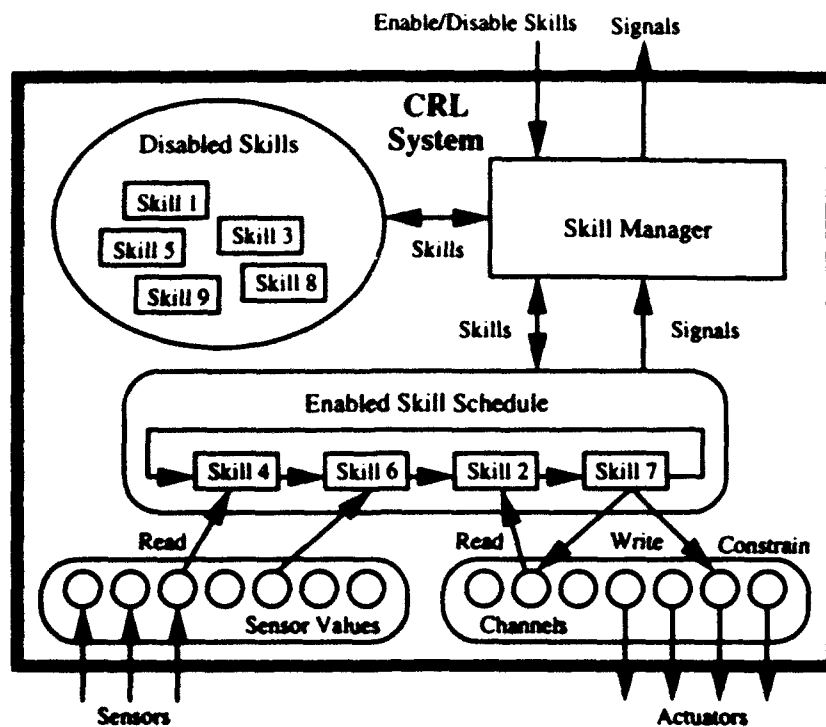 Enable/Disable Skills
Signals
CRL
System
Disabled Skills
Skill 1
Skill 3
Skill 5
Skill 8
Skill 9
Skills
Skill Manager
Skills
Signals
Enabled Skill Schedule
Skill 4
Skill 6
Skill 2
Skill 7
Read
Read
Write
Constrain
Sensor Values
Channels
Sensors
Actuators